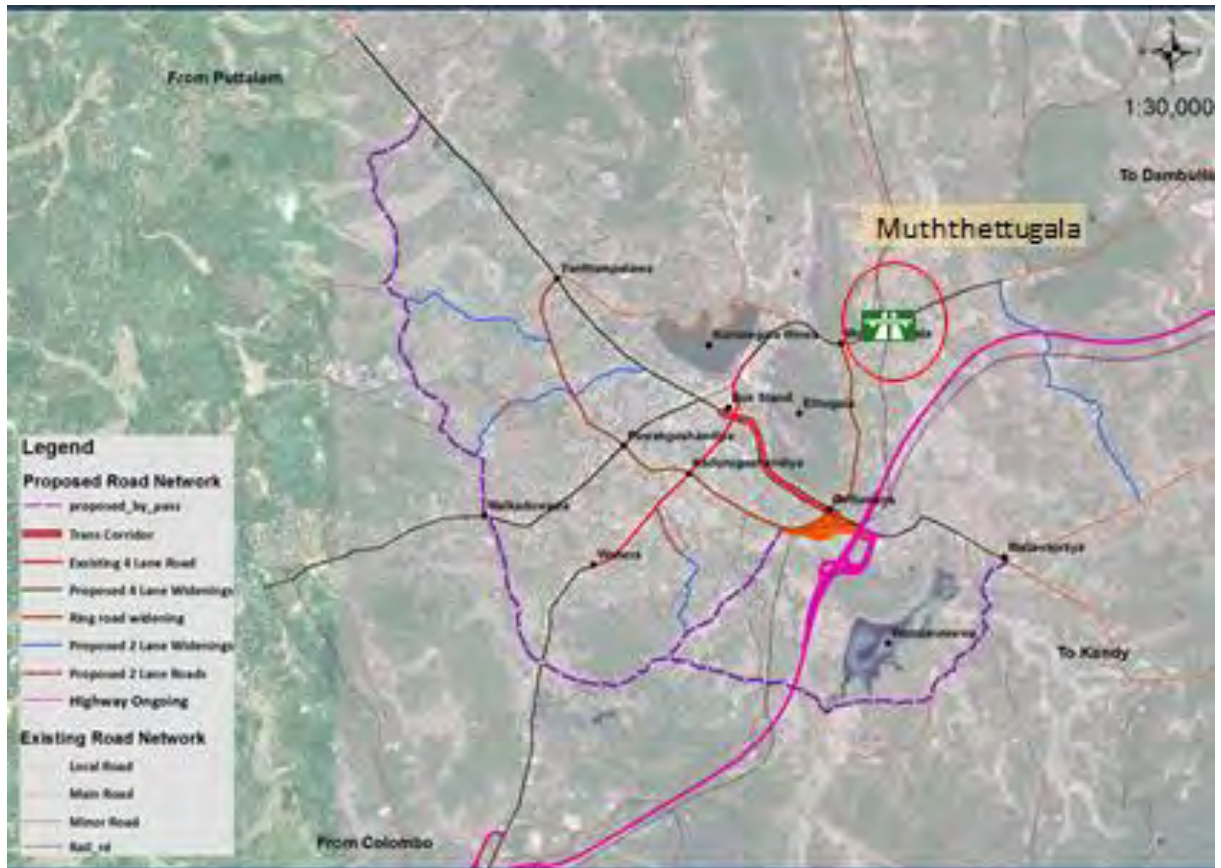 From Puttalam
1:30,000
To Dambulla
Muththettugala
Bus Stand
Ettugala
Wehera
To Kandy
From Colombo
Legend
Proposed Road Network
proposed_by_pass
Trans Corridor
Existing 4 Lane Road
Proposed 4 Lane Widenings
Ring road widening
Proposed 2 Lane Widenings
Proposed 2 Lane Roads
Highway Ongoing
Existing Road Network
Local Road
Main Road
Minor Road
Rail_rd